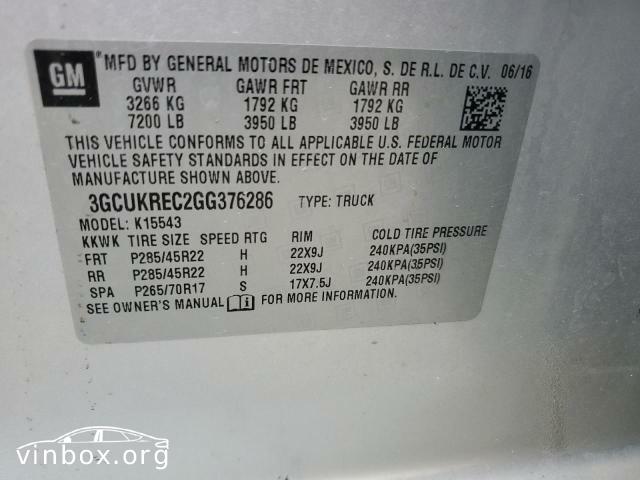 GM
*MFD BY GENERAL MOTORS DE MEXICO, S. DE R.L. DE C.V. 06/16
GVWR GAWR FRT GAWR RR
3266 KG 1792 KG 1792 KG
7200 LB 3950 LB 3950 LB
THIS VEHICLE CONFORMS TO ALL APPLICABLE U.S. FEDERAL MOTOR
VEHICLE SAFETY STANDARDS IN EFFECT ON THE DATE OF
MANUFACTURE SHOWN ABOVE.
3GCUKREC2GG376286 TYPE: TRUCK
MODEL: K15543
KKWK TIRE SIZE SPEED RTG RIM COLD TIRE PRESSURE
FRT P285/45R22 H 22X9J 240KPA(35PSI)
RR P285/45R22 H 22X9J 240KPA(35PSI)
SPA P265/70R17 S 17X7.5J 240KPA(35PSI)
SEE OWNER'S MANUAL FOR MORE INFORMATION.
vinbox.org